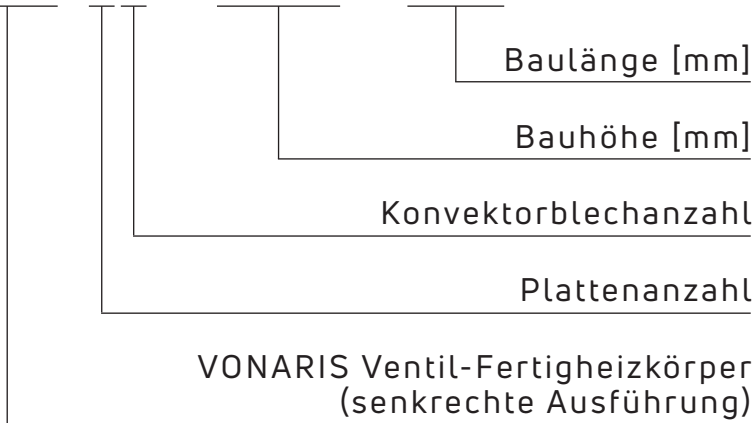 Baulänge [mm]
Bauhöhe [mm]
Konvektorblechanzahl
Plattenanzahl
VONARIS Ventil-Fertigheizkörper
(senkrechte Ausführung)